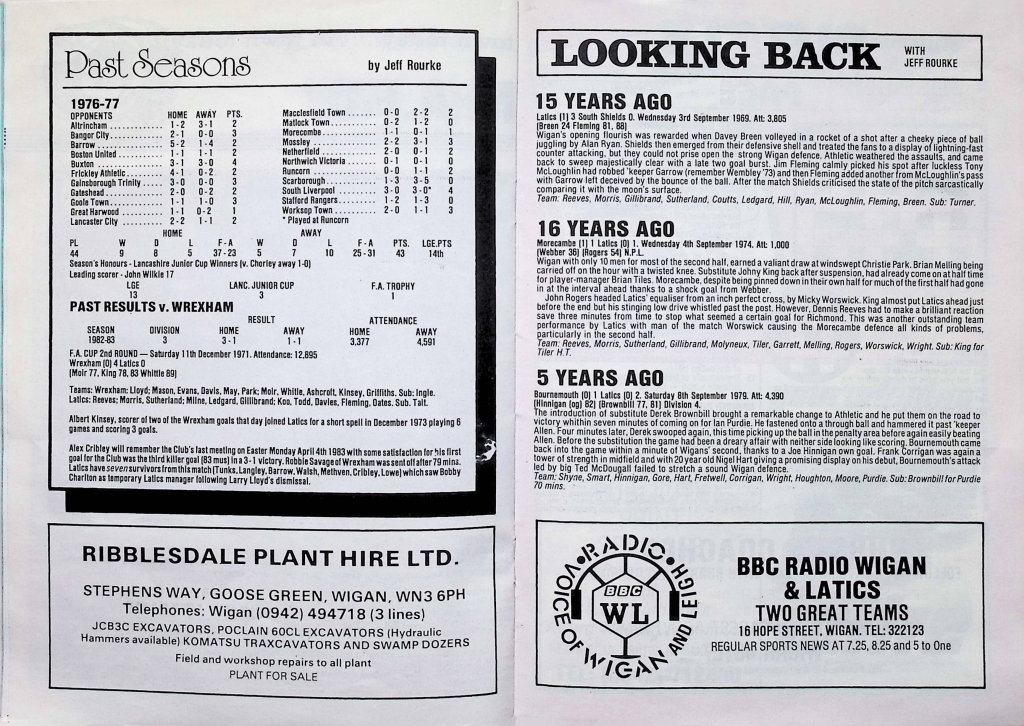 Past Seasons
by Jeff Rourke
1976-77
OPPONENTS HOME AWAY PTS.
Altrincham 1-2 3-1 2
Bangor City 2-1 0-0 3
Barrow 5-2 1-4 2
Boston United 1-1 1-1 2
Buxton 3-1 3-0 4
Frickley Athletic 4-1 0-2 2
Gainsborough Trinity 3-0 0-0 3
Gateshead 2-0 0-2 2
Goole Town 1-1 1-0 3
Great Harwood 1-1 0-2 1
Lancaster City 2-2 1-1 2
Macclesfield Town 0-0 2-2 2
Matlock Town 0-2 0-1 0
Morecambe 1-1 0-1 1
Mossley 2-2 3-1 3
Netherfield 2-0 0-1 2
Northwich Victoria 0-1 0-1 0
Runcorn 0-0 1-1 2
Scarborough 1-3 3-5 0
South Liverpool 3-0 3-0* 4
Stafford Rangers 1-2 1-3 0
Worksop Town 2-0 1-1 3
* Played at Runcorn
HOME AWAY
PL W D L F-A W D L F-A PTS. LGE.PTS
44 9 8 5 37-23 5 7 10 25-31 43 14th
Season's Honours - Lancashire Junior Cup Winners (v. Chorley away 1-0)
Leading scorer - John Wilkie 17
LGE LANC. JUNIOR CUP F.A. TROPHY
13 3 1
PAST RESULTS v. WREXHAM
RESULT ATTENDANCE
SEASON DIVISION HOME AWAY HOME AWAY
1982-83 3 3-1 1-1 3,377 4,591
F.A. CUP 2nd ROUND — Saturday 11th December 1971. Attendance: 12,895
Wrexham (0) 4 Latics 0
(Moir 77, King 78, 83 Whittle 89)
Teams: Wrexham: Lloyd; Mason, Evans, Davis, May, Park; Moir, Whitle, Ashcroft, Kinsey, Griffiths. Sub: Ingle.
Latics: Reeves; Morris, Sutherland; Milne, Ledgard, Gillibrand; Koo, Todd, Davies, Fleming, Oates. Sub. Tait.
Albert Kinsey, scorer of two of the Wrexham goals that day joined Latics for a short spell in December 1973 playing 6
games and scoring 3 goals.
Alex Cribley will remember the Club's last meeting on Easter Monday April 4th 1983 with some satisfaction for his first
goal for the Club was the third killer goal (83 mus) in a 3-1 victory. Robbie Savage of Wrexham was sent off after 79 mins.
Latics have seven survivors from this match (Tunks, Langley, Barrow, Walsh, Methven, Cribley, Lowe) which saw Bobby
Charlton as temporary Latics manager following Larry Lloyd's dismissal.
RIBBLESDALE PLANT HIRE LTD.
STEPHENS WAY, GOOSE GREEN, WIGAN, WN3 6PH
Telephones: Wigan (0942) 494718 (3 lines)
JCB3C EXCAVATORS, POCLAIN 60CL EXCAVATORS (Hydraulic
Hammers available) KOMATSU TRAXCAVATORS AND SWAMP DOZERS
Field and workshop repairs to all plant
PLANT FOR SALE
LOOKING BACK
WITH
JEFF ROURKE
15 YEARS AGO
Latics (1) 3 South Shields 0. Wednesday 3rd September 1969. Att: 3,805
(Breen 24 Fleming 81, 88)
Wigan's opening flourish was rewarded when Davey Breen volleyed in a rocket of a shot after a cheeky piece of ball
juggling by Alan Ryan. Shields then emerged from their defensive shell and treated the fans to a display of lightning-fast
counter attacking, but they could not prise open the strong Wigan defence. Athletic weathered the assaults, and came
back to sweep majestically clear with a late two goal burst. Jim Fleming calmly picked his spot after luckless Tony
McLoughlin had robbed 'keeper Garrow (remember Wembley '73) and then Fleming added another from McLoughlin's pass
with Garrow left deceived by the bounce of the ball. After the match Shields criticised the state of the pitch sarcastically
comparing it with the moon's surface.
Team: Reeves, Morris, Gillibrand, Sutherland, Coutts, Ledgard, Hill, Ryan, McLoughlin, Fleming, Breen. Sub: Turner.
16 YEARS AGO
Morecambe (1) 1 Latics (0) 1. Wednesday 4th September 1974. Att: 1,000
(Webber 36) (Rogers 54) N.P.L.
Wigan with only 10 men for most of the second half, earned a valiant draw at windswept Christie Park. Brian Melling being
carried off on the hour with a twisted knee. Substitute Johny King back after suspension, had already come on at half time
for player-manager Brian Tiles. Morecambe, despite being pinned down in their own half for much of the first half had gone
in at the interval ahead thanks to a shock goal from Webber.
John Rogers headed Latics' equaliser from an inch perfect cross, by Micky Worswick. King almost put Latics ahead just
before the end but his stinging low drive whistled past the post. However, Dennis Reeves had to make a brilliant reaction
save three minutes from time to stop what seemed a certain goal for Richmond. This was another outstanding team
performance by Latics with man of the match Worswick causing the Morecambe defence all kinds of problems,
particularly in the second half.
Team: Reeves, Morris, Sutherland, Gillibrand, Molyneux, Tiler, Garrett, Melling, Rogers, Worswick, Wright. Sub: King for
Tiler H.T.
5 YEARS AGO
Bournemouth (0) 1 Latics (0) 2. Saturday 8th September 1979. Att: 4,390
(Hinnigan (og) 82) (Brownbill 77, 81) Division 4.
The introduction of substitute Derek Brownbill brought a remarkable change to Athletic and he put them on the road to
victory whithin seven minutes of coming on for Ian Purdie. He fastened onto a through ball and hammered it past 'keeper
Allen. Four minutes later, Derek swooped again, this time picking up the ball in the penalty area before again easily beating
Allen. Before the substitution the game had been a dreary affair with neither side looking like scoring. Bournemouth came
back into the game within a minute of Wigans' second, thanks to a Joe Hinnigan own goal. Frank Corrigan was again a
tower of strength in midfield and with 20 year old Nigel Hart giving a promising display on his debut, Bournemouth's attack
led by big Ted McDougall failed to stretch a sound Wigan defence.
Team: Shyne, Smart, Hinnigan, Gore, Hart, Fretwell, Corrigan, Wright, Houghton, Moore, Purdie. Sub: Brownbill for Purdie
70 mins.
RADIO
VOICE OF WIGAN AND LEIGH
BBC
WL
BBC RADIO WIGAN
& LATICS
TWO GREAT TEAMS
16 HOPE STREET, WIGAN. TEL: 322123
REGULAR SPORTS NEWS AT 7.25, 8.25 and 5 to One